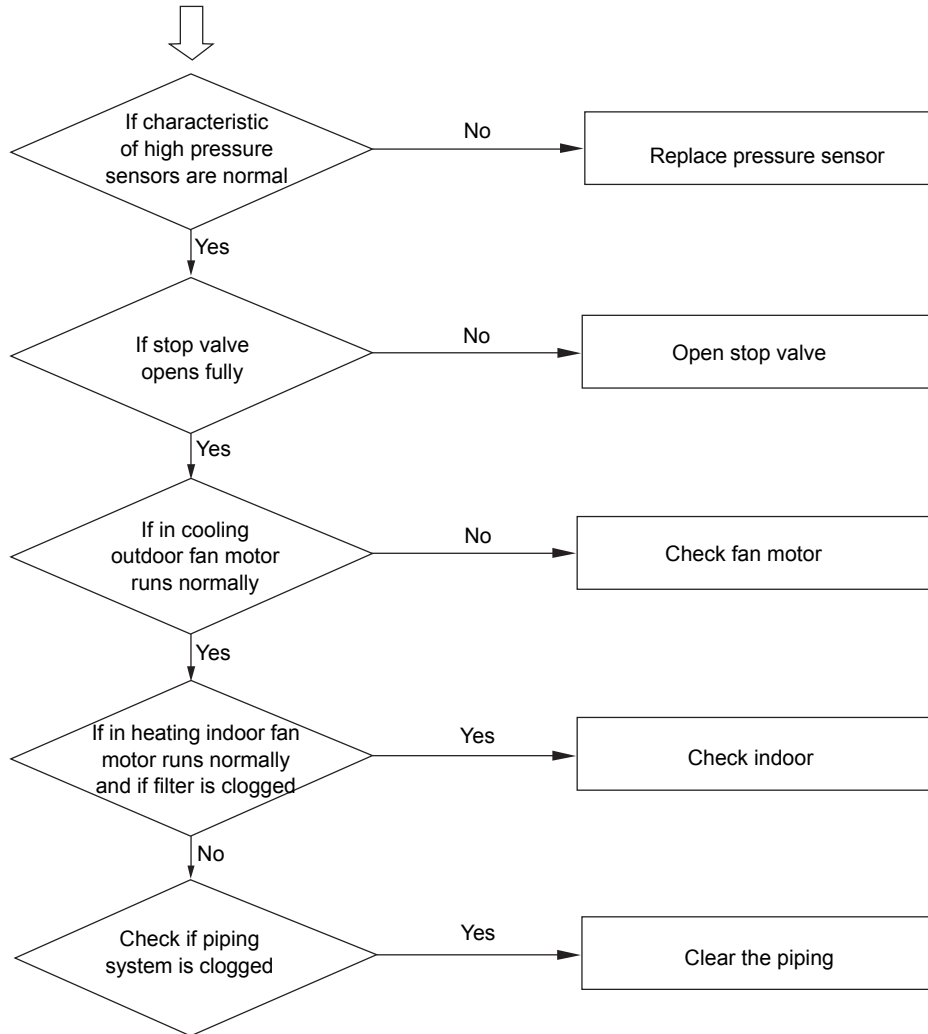 If characteristic
of high pressure
sensors are normal
No
Replace pressure sensor
Yes
If stop valve
opens fully
No
Open stop valve
Yes
If in cooling
outdoor fan motor
runs normally
No
Check fan motor
Yes
If in heating indoor fan
motor runs normally
and if filter is clogged
Yes
Check indoor
No
Check if piping
system is clogged
Yes
Clear the piping